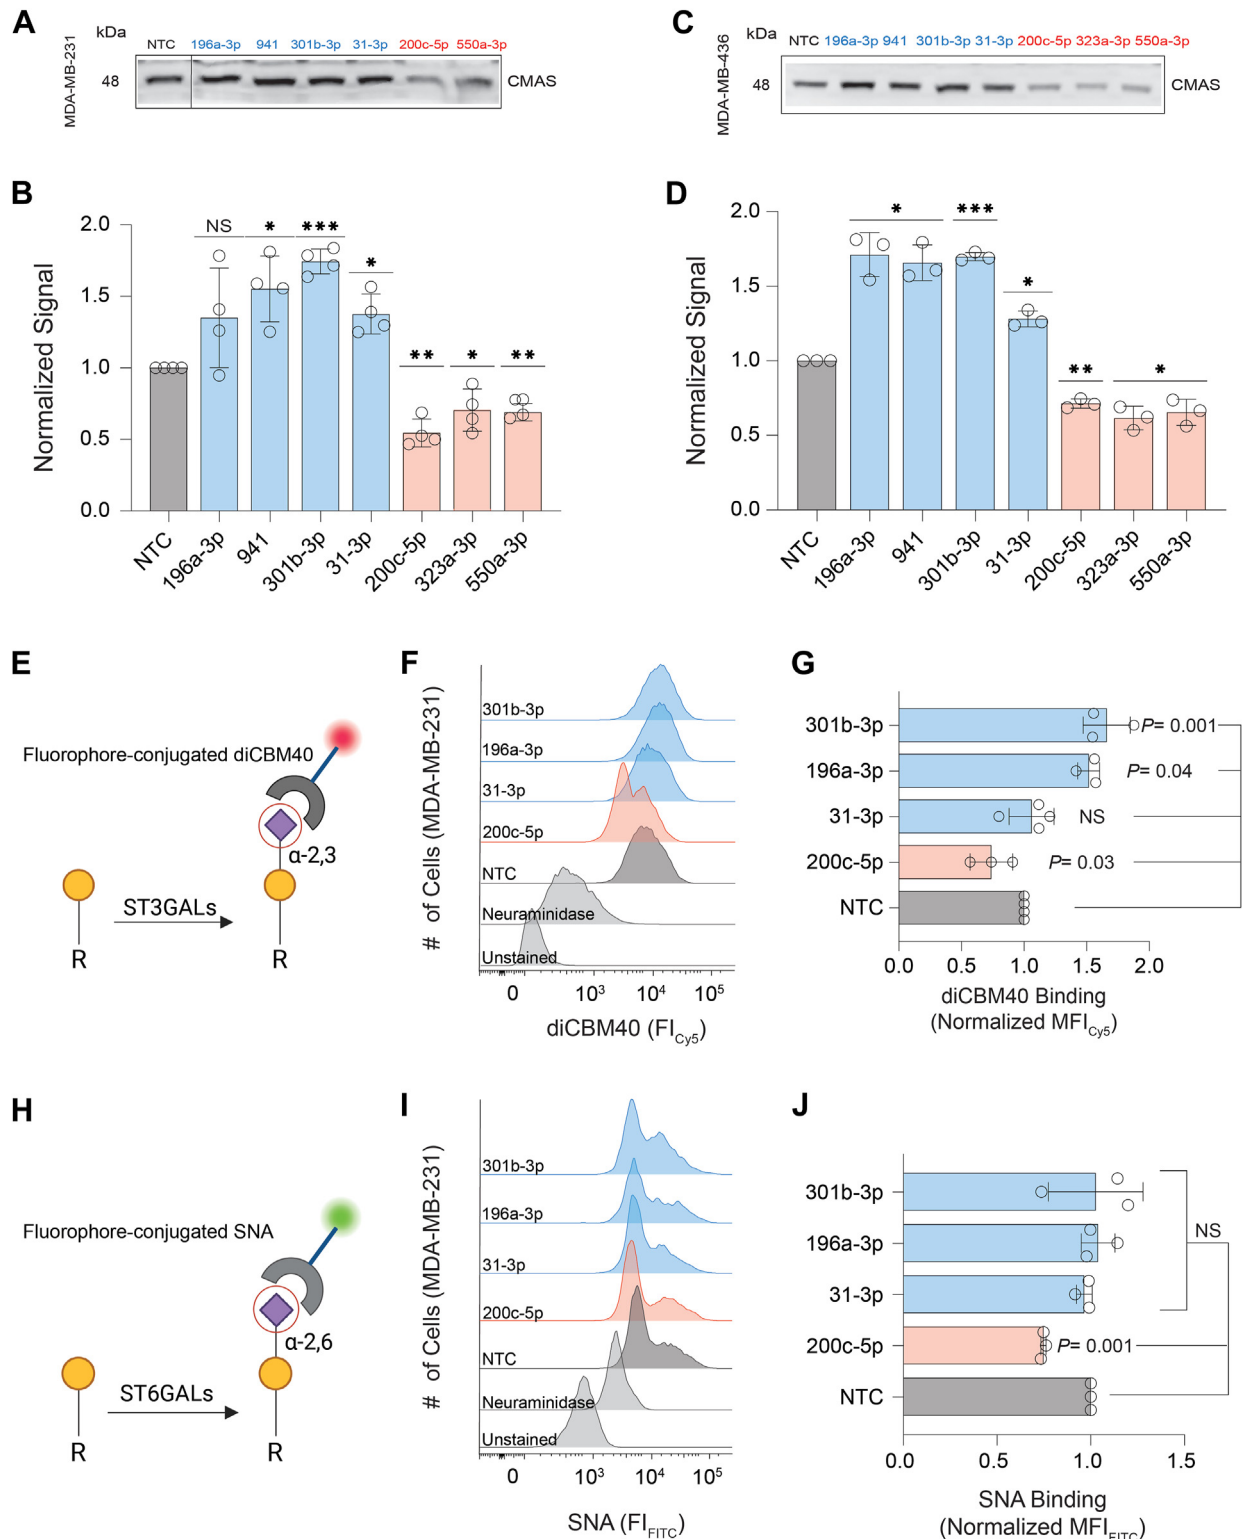 A
MDA-MB-231
kDa
NTC 196a-3p 941 301b-3p 31-3p 200c-5p 550a-3p
48
CMAS
C
MDA-MB-436
kDa
NTC 196a-3p 941 301b-3p 31-3p 200c-5p 323a-3p 550a-3p
48
CMAS
B
Normalized Signal
2.0
1.5
1.0
0.5
0.0
NS * *** * ** * **
NTC 196a-3p 941 301b-3p 31-3p 200c-5p 323a-3p 550a-3p
D
Normalized Signal
2.0
1.5
1.0
0.5
0.0
* *** * ** *
NTC 196a-3p 941 301b-3p 31-3p 200c-5p 323a-3p 550a-3p
E
Fluorophore-conjugated diCBM40
α-2,3
ST3GALs
R R
F
# of Cells (MDA-MB-231)
301b-3p
196a-3p
31-3p
200c-5p
NTC
Neuraminidase
Unstained
0 10³ 10⁴ 10⁵
diCBM40 (FI_Cy5)
G
301b-3p P= 0.001
196a-3p P= 0.04
31-3p NS
200c-5p P= 0.03
NTC
0.0 0.5 1.0 1.5 2.0
diCBM40 Binding
(Normalized MFI_Cy5)
H
Fluorophore-conjugated SNA
α-2,6
ST6GALs
R R
I
# of Cells (MDA-MB-231)
301b-3p
196a-3p
31-3p
200c-5p
NTC
Neuraminidase
Unstained
0 10³ 10⁴ 10⁵
SNA (FI_FITC)
J
301b-3p
196a-3p NS
31-3p
200c-5p P= 0.001
NTC
0.0 0.5 1.0 1.5
SNA Binding
(Normalized MFI_FITC)